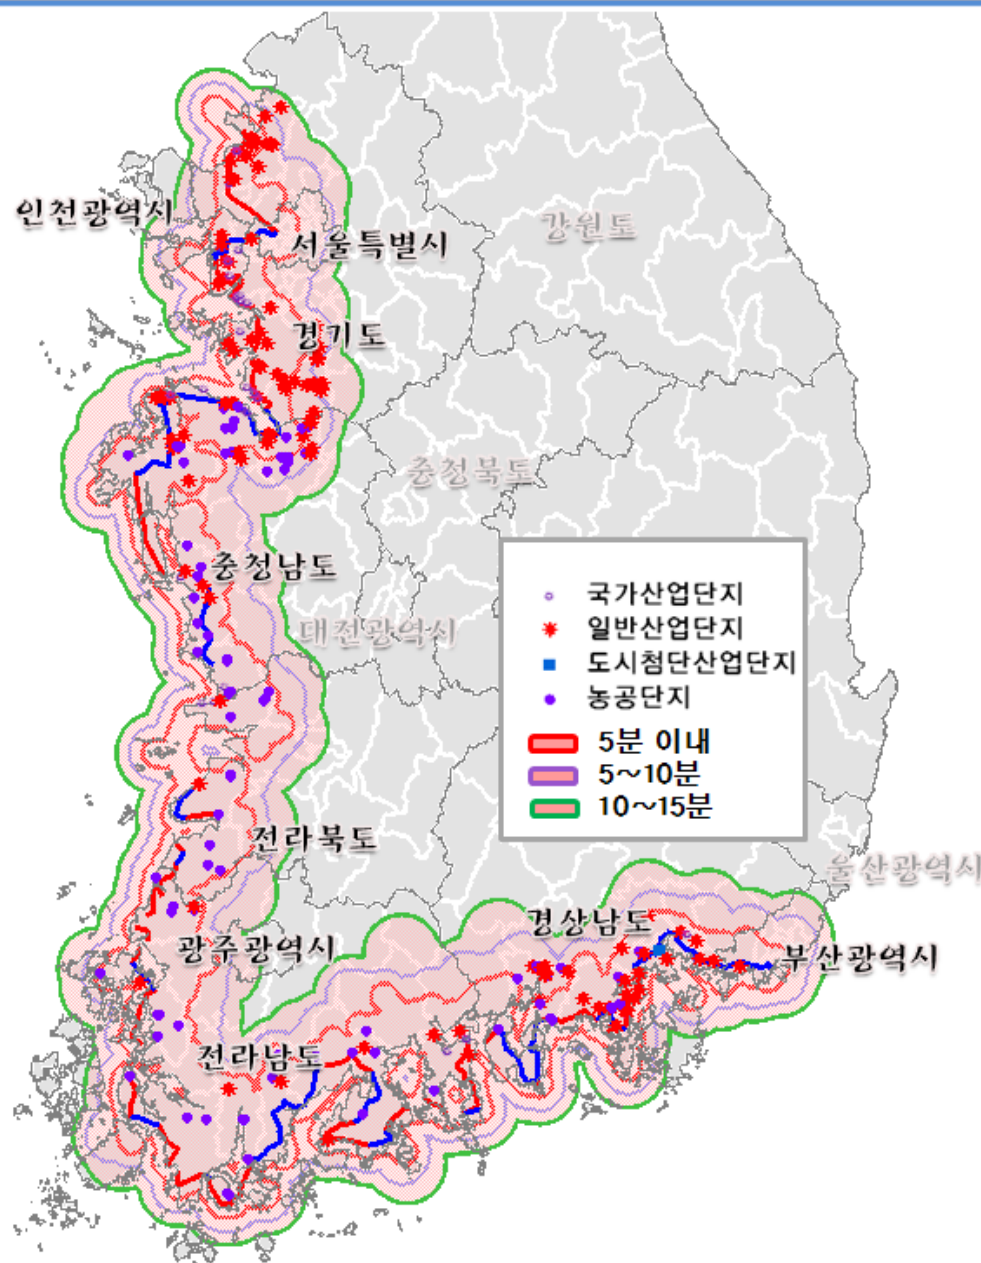 인천광역시
서울특별시
강원도
경기도
충청북도
충청남도
대전광역시
국가산업단지
일반산업단지
도시첨단산업단지
농공단지
5분 이내
5~10분
10~15분
전라북도
울산광역시
경상남도
광주광역시
부산광역시
전라남도